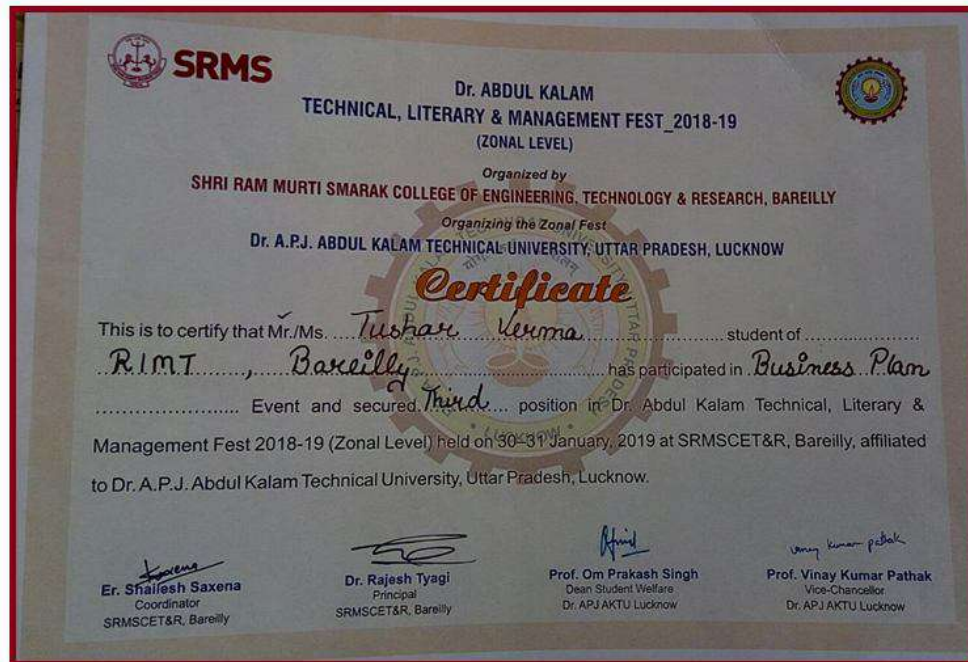 SRMS
Dr. ABDUL KALAM
TECHNICAL, LITERARY & MANAGEMENT FEST_2018-19
(ZONAL LEVEL)
Organized by
SHRI RAM MURTI SMARAK COLLEGE OF ENGINEERING, TECHNOLOGY & RESEARCH, BAREILLY
Organizing the Zonal Fest
Dr. A.P.J. ABDUL KALAM TECHNICAL UNIVERSITY, UTTAR PRADESH, LUCKNOW
Certificate
This is to certify that Mr./Ms. Tushar Verma student of
RIMT, Bareilly has participated in Business Plan
Event and secured Third position in Dr. Abdul Kalam Technical, Literary &
Management Fest 2018-19 (Zonal Level) held on 30-31 January, 2019 at SRMSCET&R, Bareilly, affiliated
to Dr. A.P.J. Abdul Kalam Technical University, Uttar Pradesh, Lucknow.
Er. Shailesh Saxena
Coordinator
SRMSCET&R, Bareilly
Dr. Rajesh Tyagi
Principal
SRMSCET&R, Bareilly
Prof. Om Prakash Singh
Dean Student Welfare
Dr. APJ AKTU Lucknow
vinay kumar pathak
Prof. Vinay Kumar Pathak
Vice-Chancellor
Dr. APJ AKTU Lucknow